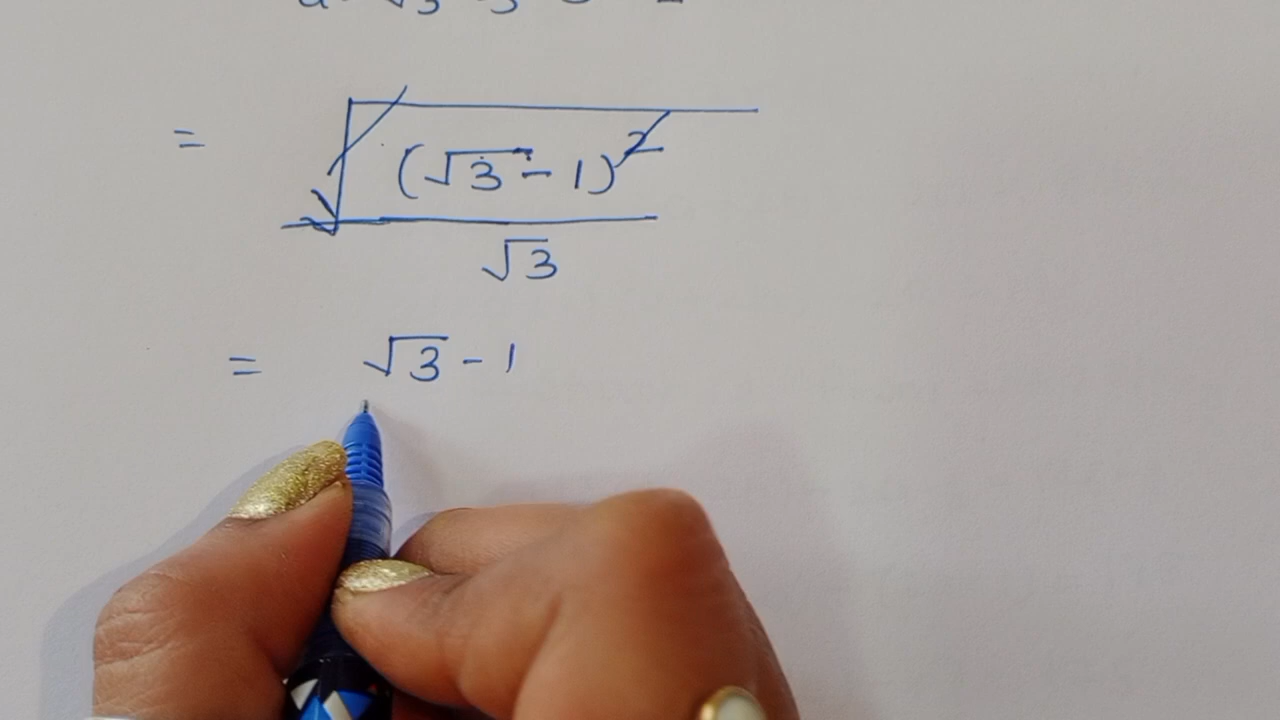 = √(√3 - 1)²
√3
= √3 - 1